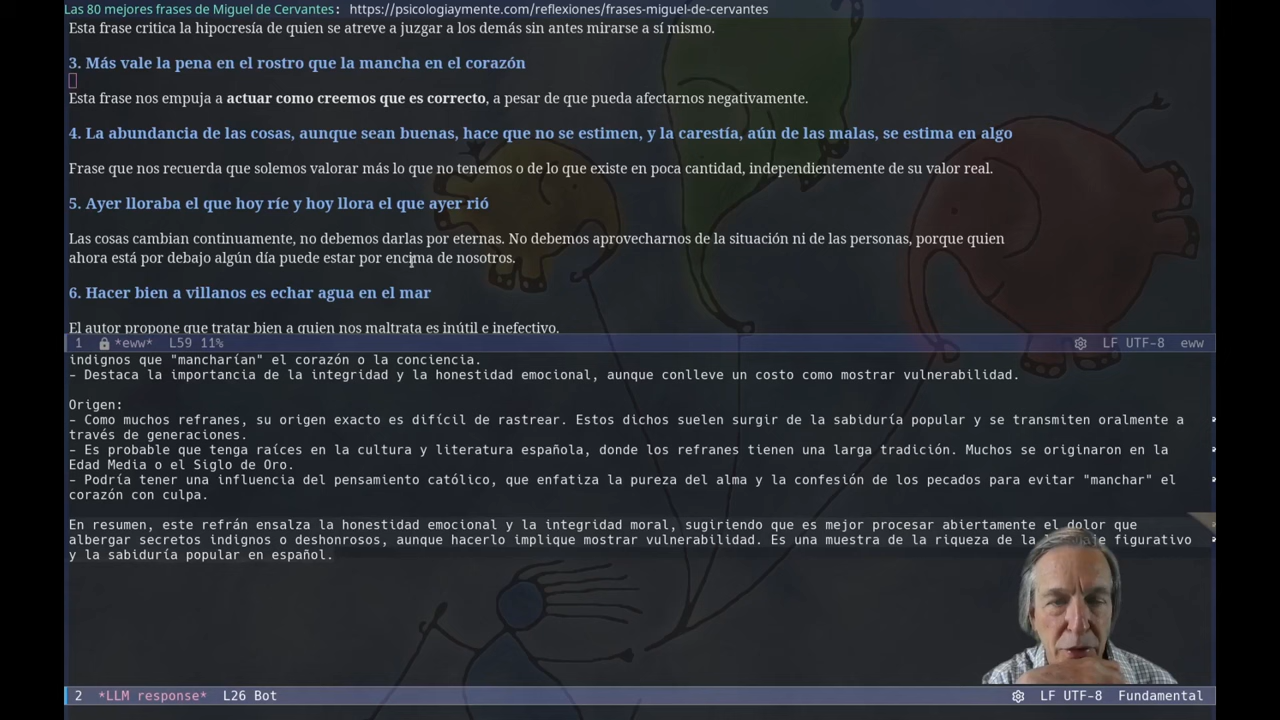 Las 80 mejores frases de Miguel de Cervantes: https://psicologiaymente.com/reflexiones/frases-miguel-de-cervantes
Esta frase critica la hipocresía de quien se atreve a juzgar a los demás sin antes mirarse a sí mismo.
3. Más vale la pena en el rostro que la mancha en el corazón
Esta frase nos empuja a actuar como creemos que es correcto, a pesar de que pueda afectarnos negativamente.
4. La abundancia de las cosas, aunque sean buenas, hace que no se estimen, y la carestía, aún de las malas, se estima en algo
Frase que nos recuerda que solemos valorar más lo que no tenemos o de lo que existe en poca cantidad, independientemente de su valor real.
5. Ayer lloraba el que hoy ríe y hoy llora el que ayer rió
Las cosas cambian continuamente, no debemos darlas por eternas. No debemos aprovecharnos de la situación ni de las personas, porque quien
ahora está por debajo algún día puede estar por encima de nosotros.
6. Hacer bien a villanos es echar agua en el mar
El autor propone que tratar bien a quien nos maltrata es inútil e inefectivo.
1 *eww* L59 11% LF UTF-8 eww
indignos que "mancharían" el corazón o la conciencia.
- Destaca la importancia de la integridad y la honestidad emocional, aunque conlleve un costo como mostrar vulnerabilidad.
Origen:
- Como muchos refranes, su origen exacto es difícil de rastrear. Estos dichos suelen surgir de la sabiduría popular y se transmiten oralmente a
través de generaciones.
- Es probable que tenga raíces en la cultura y literatura española, donde los refranes tienen una larga tradición. Muchos se originaron en la
Edad Media o el Siglo de Oro.
- Podría tener una influencia del pensamiento católico, que enfatiza la pureza del alma y la confesión de los pecados para evitar "manchar" el
corazón con culpa.
En resumen, este refrán ensalza la honestidad emocional y la integridad moral, sugiriendo que es mejor procesar abiertamente el dolor que
albergar secretos indignos o deshonrosos, aunque hacerlo implique mostrar vulnerabilidad. Es una muestra de la riqueza de la figurativo
y la sabiduría popular en español.
2 *LLM response* L26 Bot LF UTF-8 Fundamental